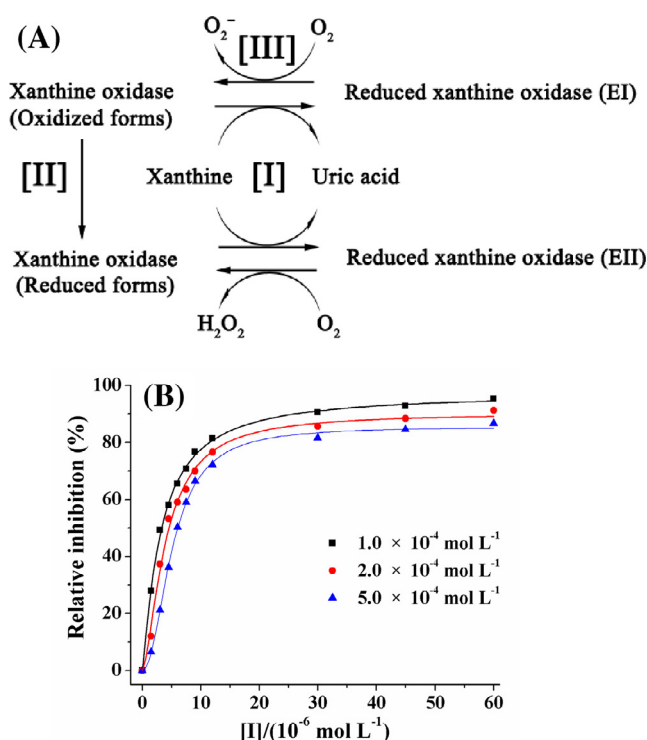 (A)
O₂⁻ [III] O₂
Xanthine oxidase
(Oxidized forms)
Reduced xanthine oxidase (EI)
[II]
Xanthine [I] Uric acid
Xanthine oxidase
(Reduced forms)
Reduced xanthine oxidase (EII)
H₂O₂ O₂
(B)
Relative inhibition (%)
100
80
60
40
20
0
1.0 × 10⁻⁴ mol L⁻¹
2.0 × 10⁻⁴ mol L⁻¹
5.0 × 10⁻⁴ mol L⁻¹
0 10 20 30 40 50 60
[I]/(10⁻⁶ mol L⁻¹)